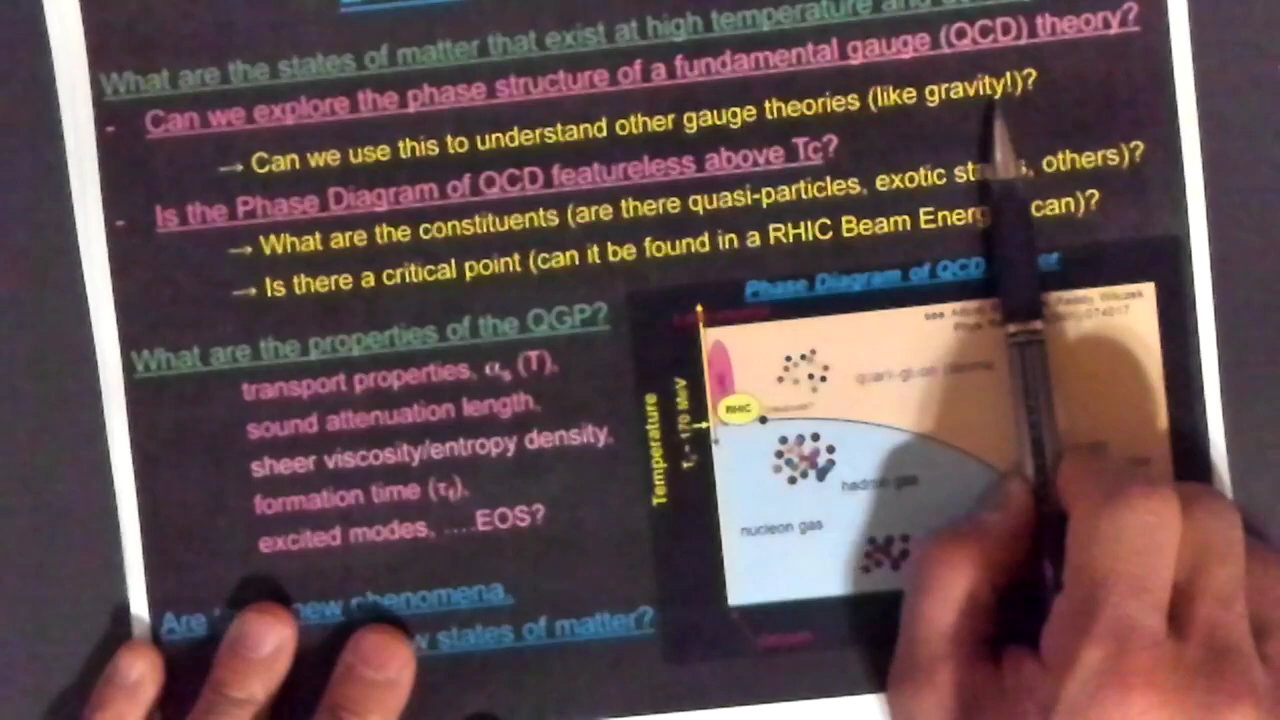 What are the states of matter that exist at high temperature and
- Can we explore the phase structure of a fundamental gauge (QCD) theory?
→ Can we use this to understand other gauge theories (like gravity!)?
- Is the Phase Diagram of QCD featureless above Tc?
→ What are the constituents (are there quasi-particles, exotic others)?
→ Is there a critical point (can it be found in a RHIC Beam can)?
What are the properties of the QGP?
transport properties, αs (T),
sound attenuation length,
sheer viscosity/entropy density,
formation time (τf),
excited modes, ....EOS?
Are new phenomena,
states of matter?
Phase Diagram of QCD
Temperature
Tc ~ 170 MeV
RHIC
quark-gluon plasma
hadron gas
nucleon gas